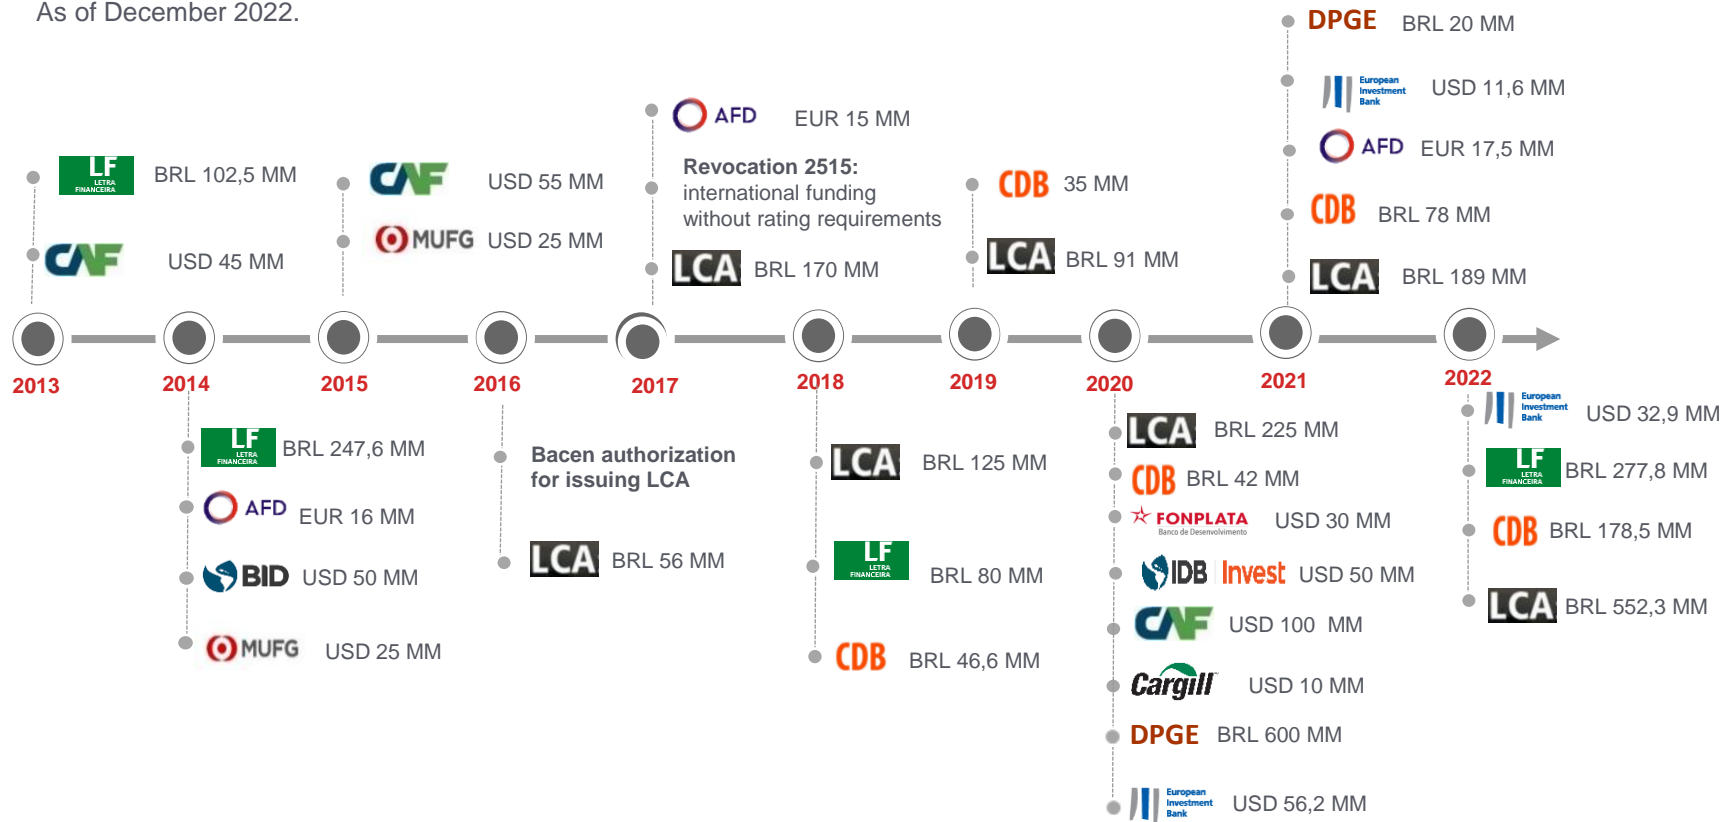 As of December 2022.
LF
LETRA
FINANCEIRA
BRL 102,5 MM
CAF
USD 45 MM
2013
2014
LF
LETRA
FINANCEIRA
BRL 247,6 MM
AFD
EUR 16 MM
BID
USD 50 MM
MUFG
USD 25 MM
CAF
USD 55 MM
MUFG
USD 25 MM
2015
2016
Bacen authorization
for issuing LCA
LCA
BRL 56 MM
AFD
EUR 15 MM
Revocation 2515:
international funding
without rating requirements
LCA
BRL 170 MM
2017
2018
LCA
BRL 125 MM
LF
LETRA
FINANCEIRA
BRL 80 MM
CDB
BRL 46,6 MM
CDB
35 MM
LCA
BRL 91 MM
2019
2020
LCA
BRL 225 MM
CDB
BRL 42 MM
FONPLATA
Banco de Desenvolvimento
USD 30 MM
IDB Invest
USD 50 MM
CAF
USD 100 MM
Cargill
USD 10 MM
DPGE
BRL 600 MM
European
Investment
Bank
USD 56,2 MM
DPGE
BRL 20 MM
European
Investment
Bank
USD 11,6 MM
AFD
EUR 17,5 MM
CDB
BRL 78 MM
LCA
BRL 189 MM
2021
2022
European
Investment
Bank
USD 32,9 MM
LF
LETRA
FINANCEIRA
BRL 277,8 MM
CDB
BRL 178,5 MM
LCA
BRL 552,3 MM